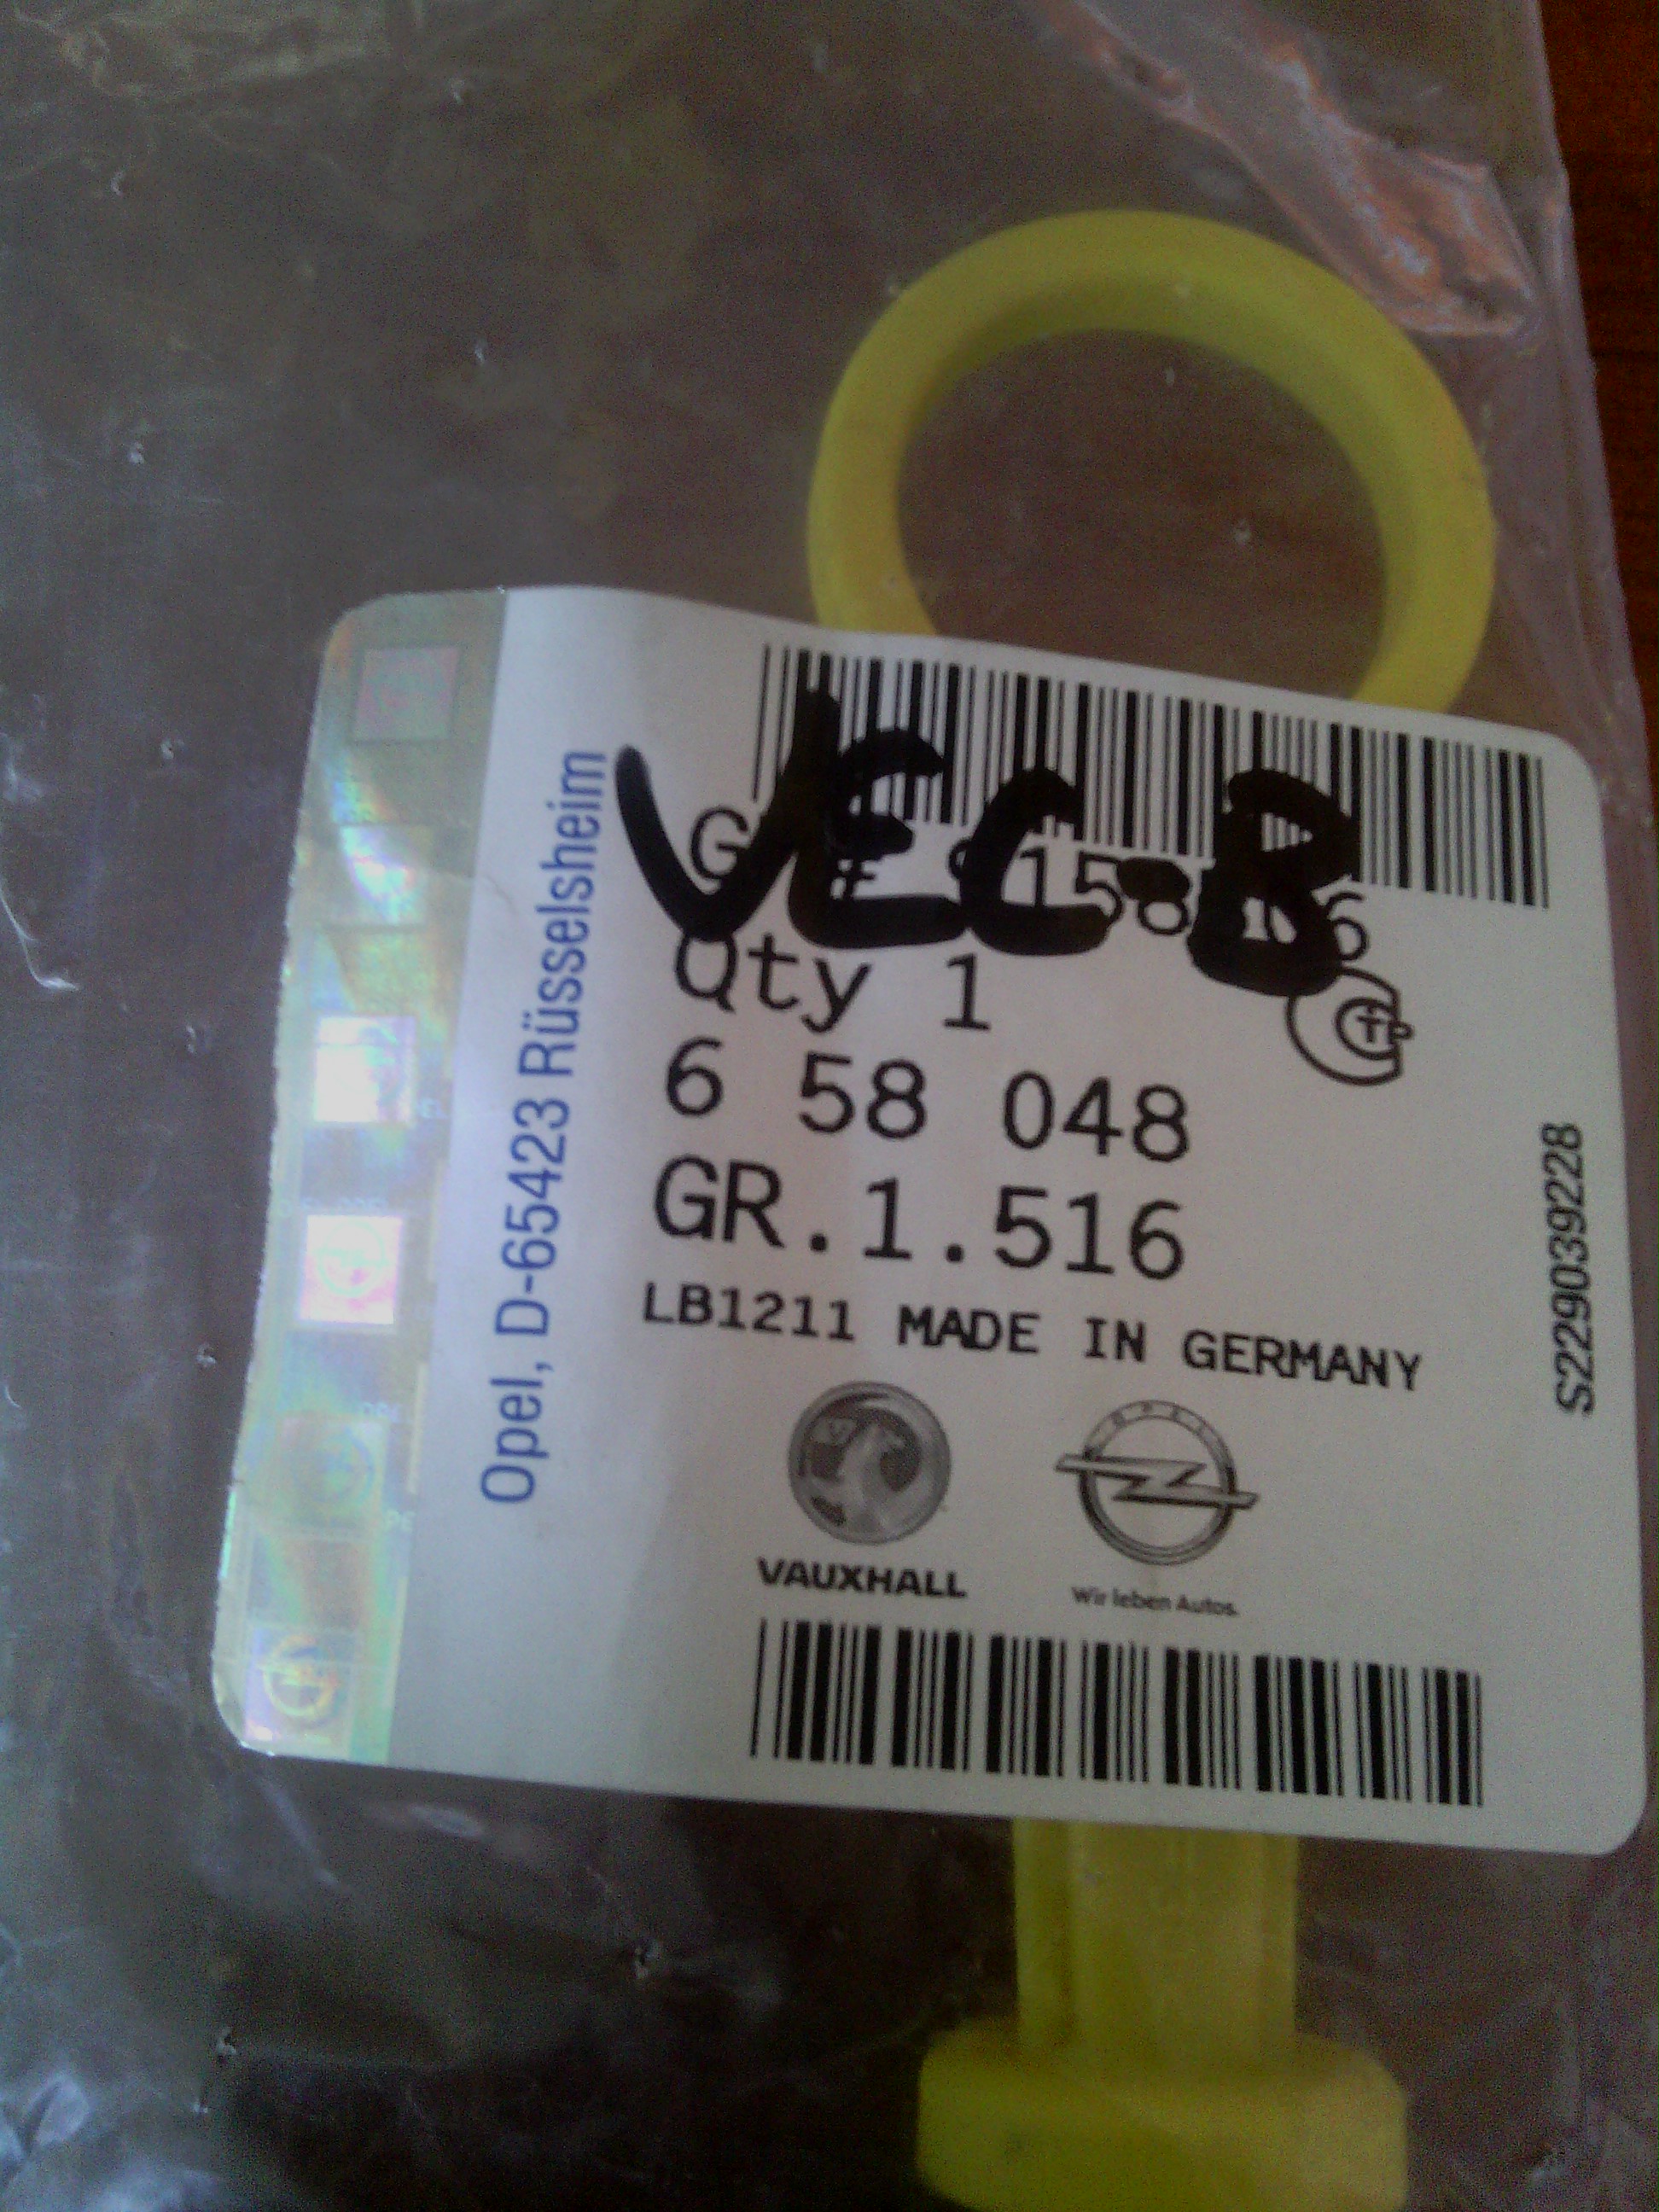 VEC-B
Qty 1
6 58 048
GR.1.516
LB1211 MADE IN GERMANY
VAUXHALL
OPEL
Wir leben Autos.
Opel, D-65423 Rüsselsheim
S229039228